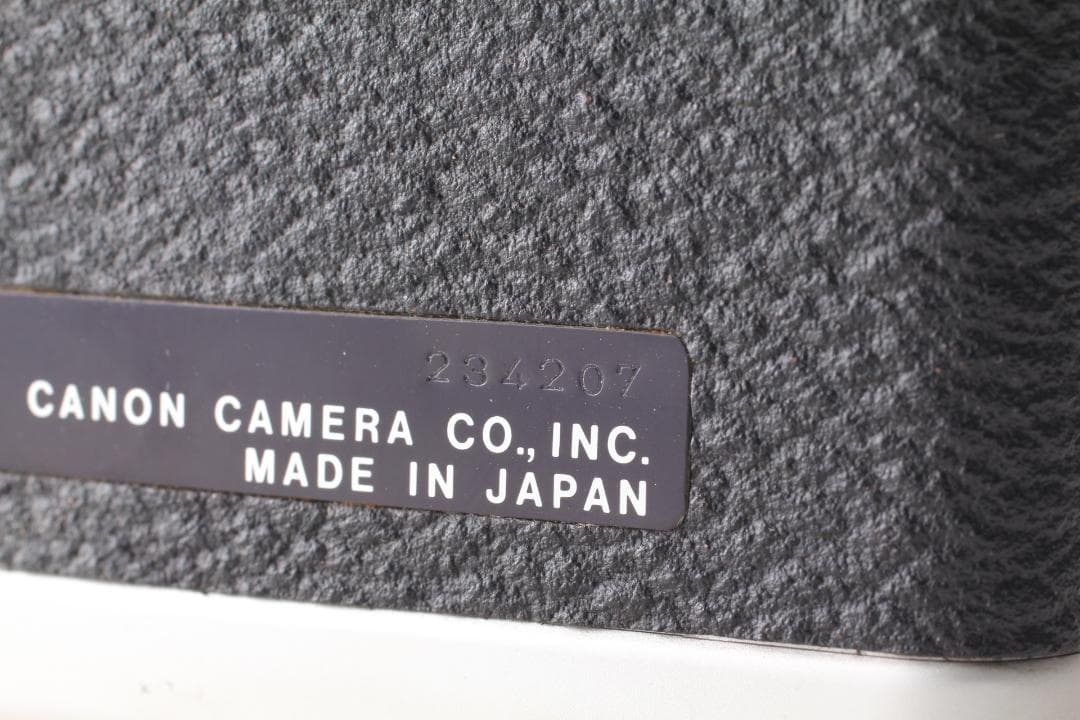 234207
CANON CAMERA CO., INC.
MADE IN JAPAN